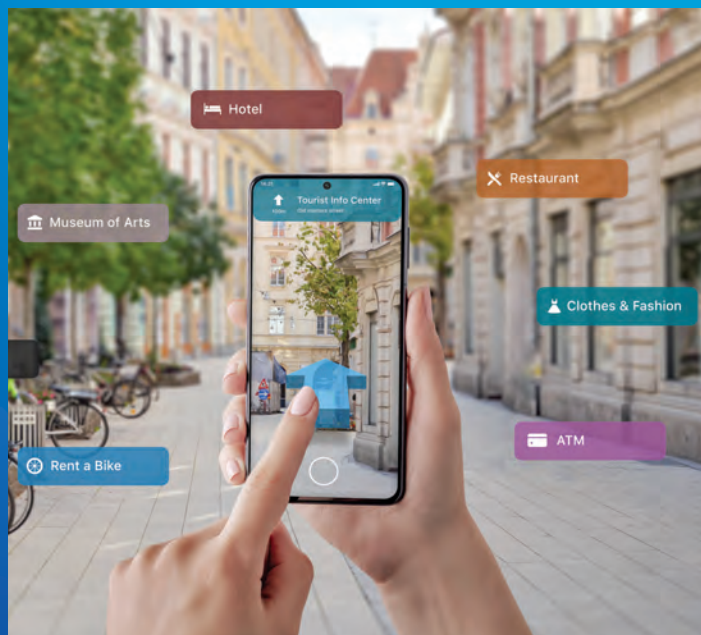 Hotel
Restaurant
Museum of Arts
Tourist Info Center
Clothes & Fashion
ATM
Rent a Bike